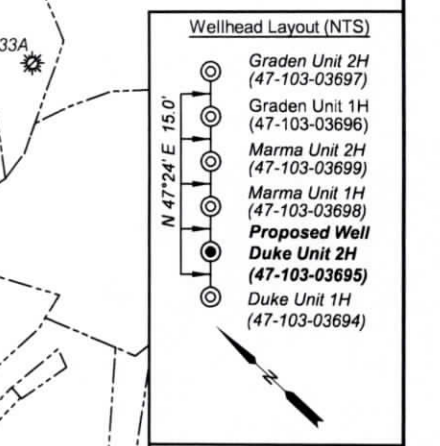 Wellhead Layout (NTS)
33A
Graden Unit 2H
(47-103-03697)
Graden Unit 1H
(47-103-03696)
Marma Unit 2H
(47-103-03699)
Marma Unit 1H
(47-103-03698)
Proposed Well
Duke Unit 2H
(47-103-03695)
Duke Unit 1H
(47-103-03694)
N 47°24' E 15.0'
N